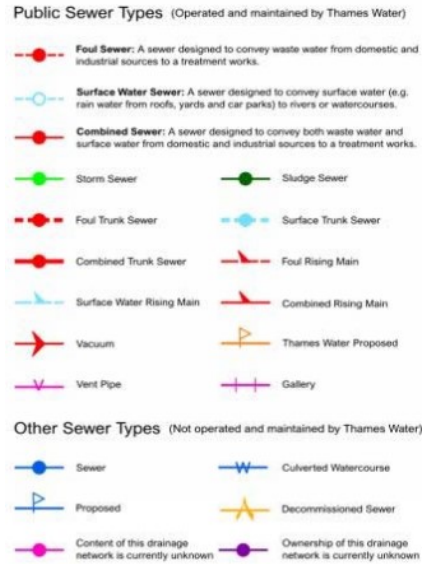 Public Sewer Types (Operated and maintained by Thames Water)
Foul Sewer: A sewer designed to convey waste water from domestic and
industrial sources to a treatment works.
Surface Water Sewer: A sewer designed to convey surface water (e.g.
rain water from roofs, yards and car parks) to rivers or watercourses.
Combined Sewer: A sewer designed to convey both waste water and
surface water from domestic and industrial sources to a treatment works.
Storm Sewer
Sludge Sewer
Foul Trunk Sewer
Surface Trunk Sewer
Combined Trunk Sewer
Foul Rising Main
Surface Water Rising Main
Combined Rising Main
Vacuum
Thames Water Proposed
Vent Pipe
Gallery
Other Sewer Types (Not operated and maintained by Thames Water)
Sewer
Culverted Watercourse
Proposed
Decommissioned Sewer
Content of this drainage
network is currently unknown
Ownership of this drainage
network is currently unknown